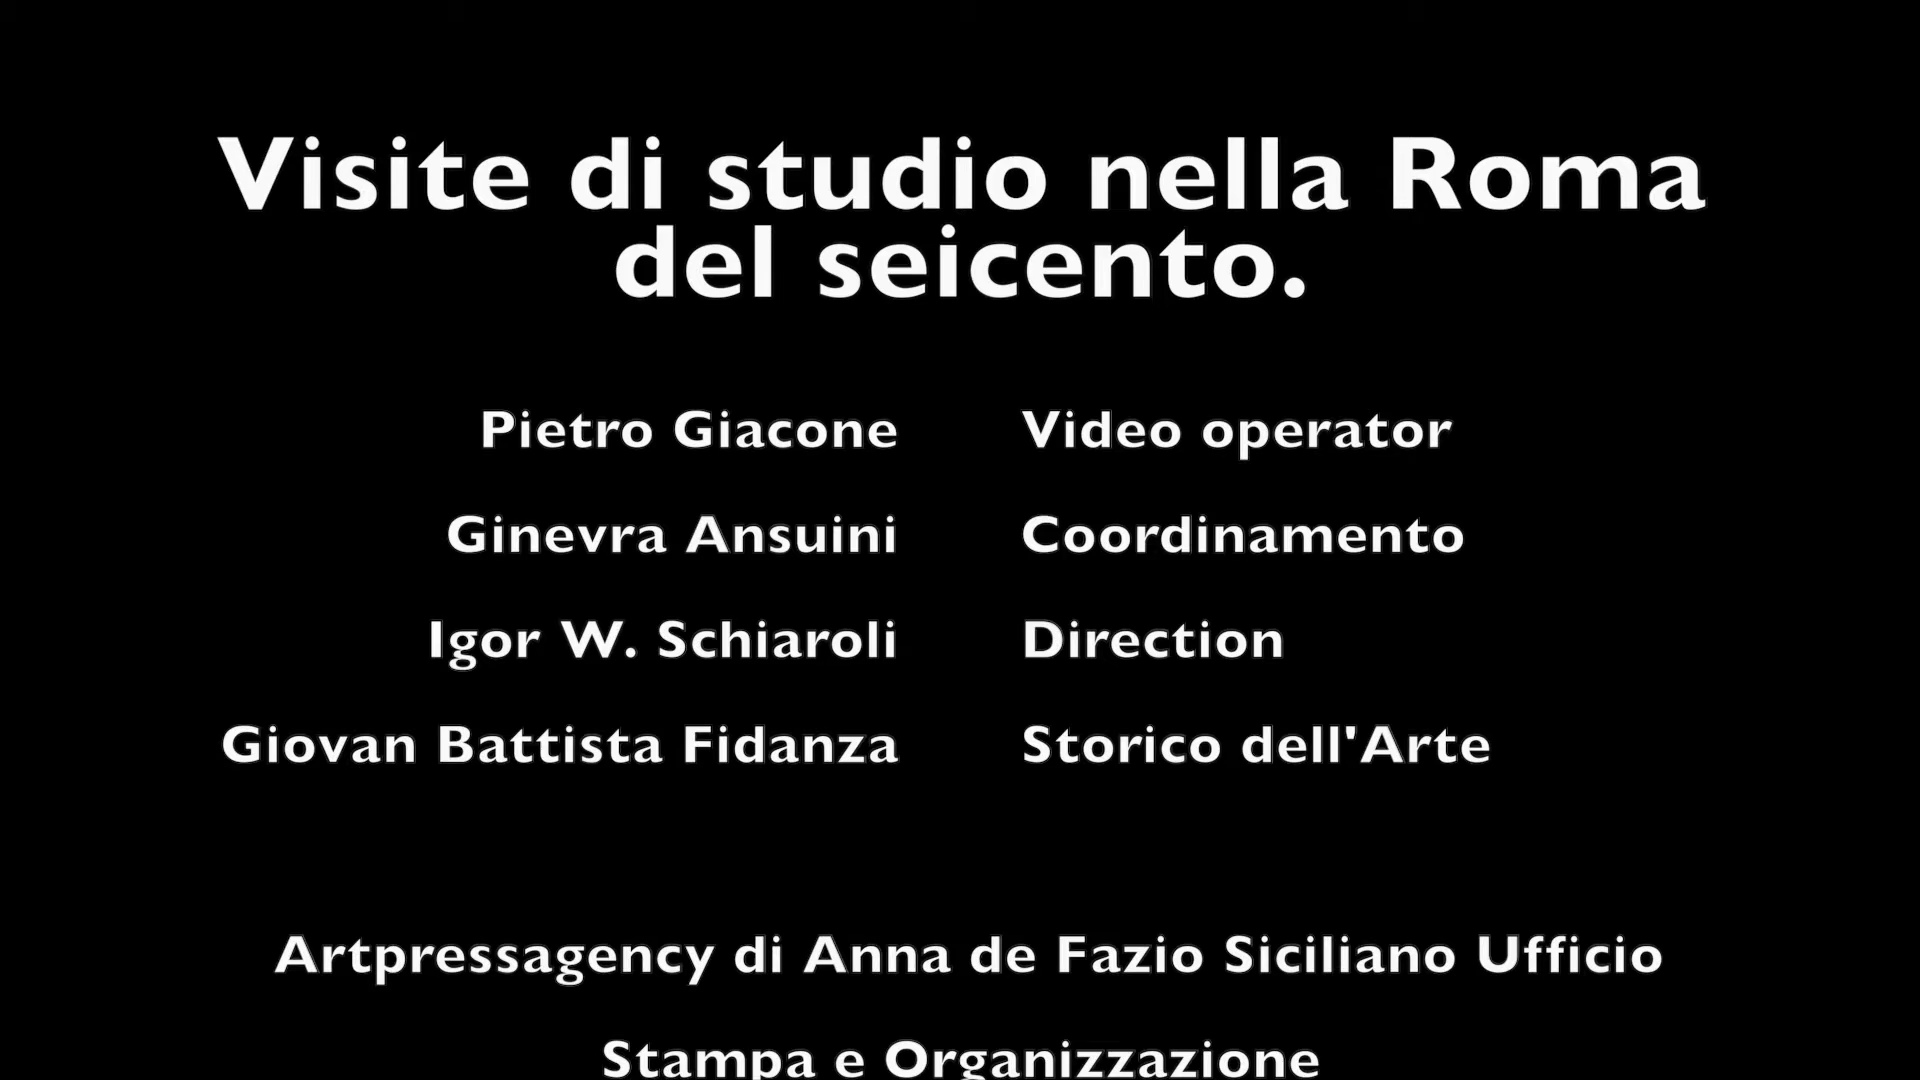 Visite di studio nella Roma
del seicento.
Pietro Giacone Video operator
Ginevra Ansuini Coordinamento
Igor W. Schiaroli Direction
Giovan Battista Fidanza Storico dell'Arte
Artpressagency di Anna de Fazio Siciliano Ufficio
Stampa e Organizzazione